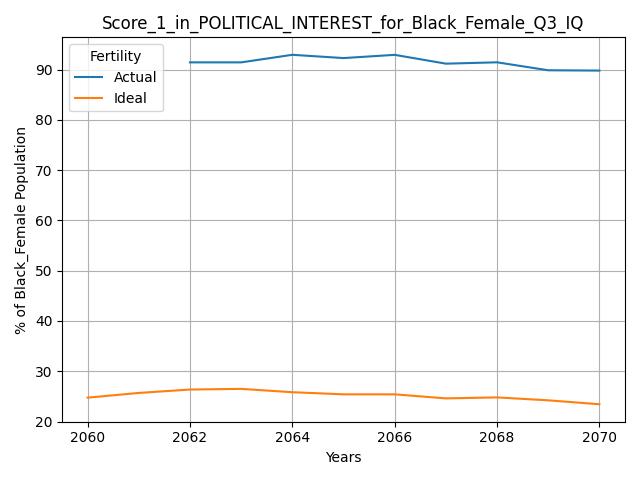 Score_1_in_POLITICAL_INTEREST_for_Black_Female_Q3_IQ
Fertility
Actual
Ideal
% of Black_Female Population
90
80
70
60
50
40
30
20
2060
2062
2064
2066
2068
2070
Years